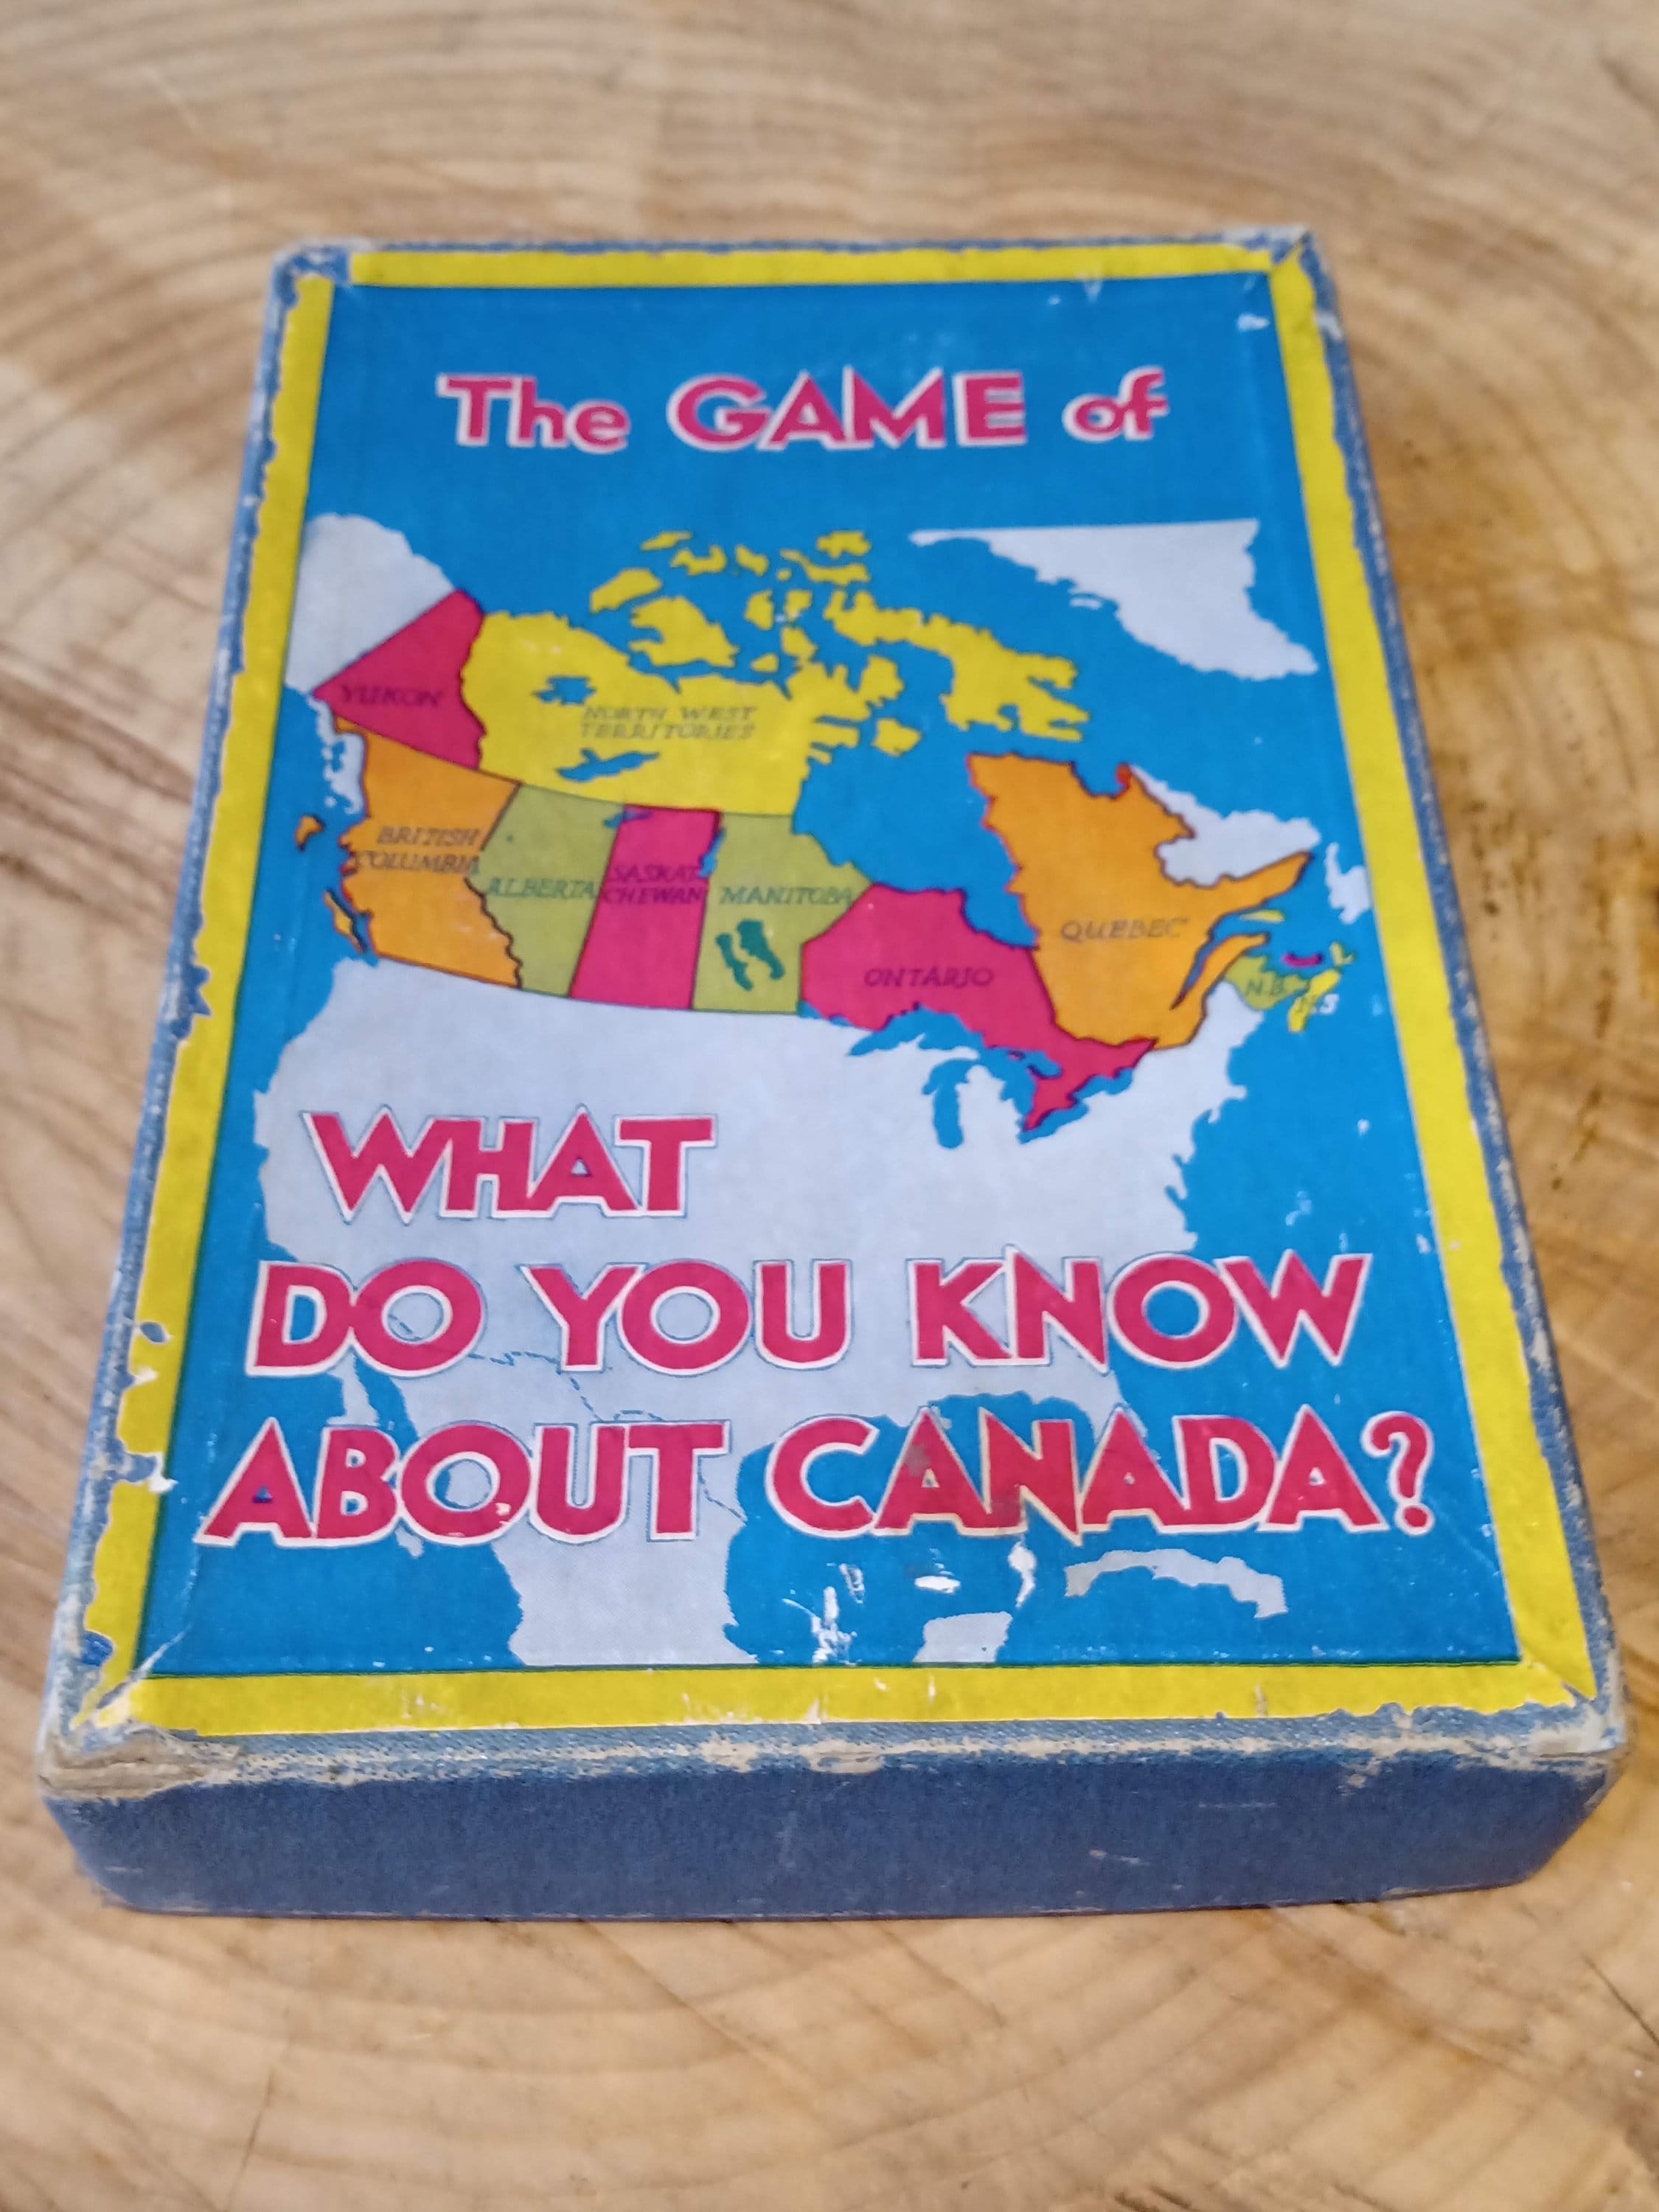 The GAME of
YUKON
NORTH WEST
TERRITORIES
BRITISH
COLUMBIA
ALBERTA
SASKAT
CHEWAN
MANITOBA
ONTARIO
QUEBEC
N.B.
N.S
WHAT
DO YOU KNOW
ABOUT CANADA?